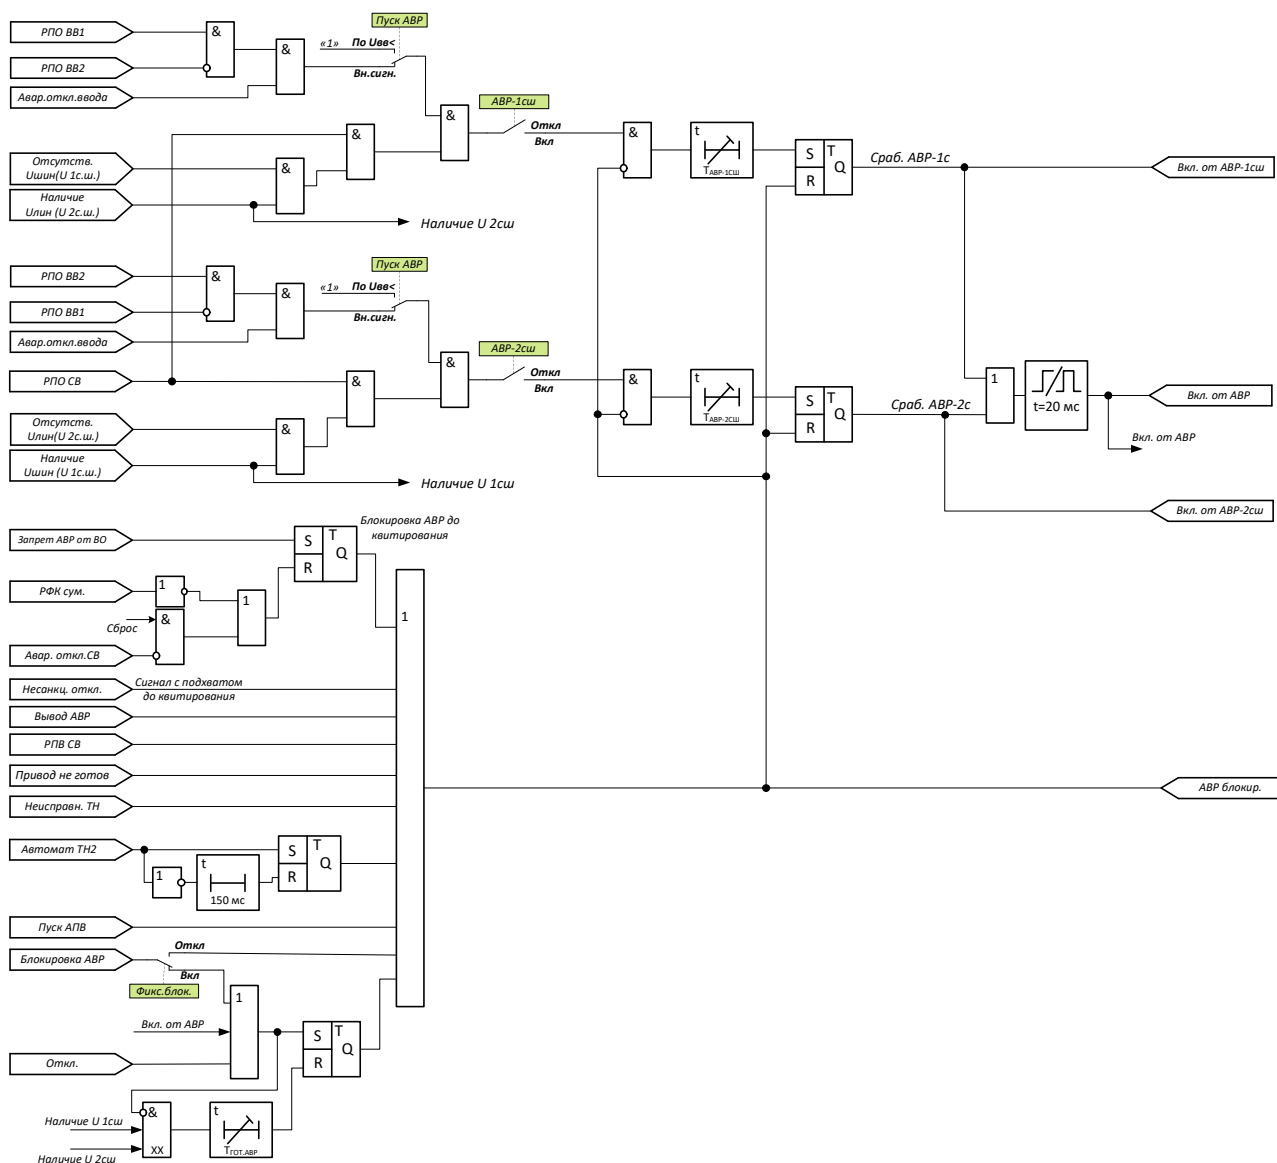 РПО ВВ1
РПО ВВ2
Авар.откл.ввода
&
&
«1»
По Uвв<
Вн.сигн.
Пуск АВР
Отсутств.
Uшин(U 1с.ш.)
Наличие
Uлин (U 2с.ш.)
&
&
&
АВР-1сш
Откл
Вкл
Наличие U 2сш
&
t
TАВР-1СШ
S T
Q
R
Сраб. АВР-1с
Вкл. от АВР-1сш
РПО ВВ2
РПО ВВ1
Авар.откл.ввода
&
&
«1»
По Uвв<
Вн.сигн.
Пуск АВР
РПО СВ
Отсутств.
Uлин(U 2с.ш.)
Наличие
Uшин (U 1с.ш.)
&
&
&
АВР-2сш
Откл
Вкл
Наличие U 1сш
&
t
TАВР-2СШ
S T
Q
R
Сраб. АВР-2с
1
t=20 мс
Вкл. от АВР
Вкл. от АВР
Вкл. от АВР-2сш
Запрет АВР от ВО
S T
Q
R
Блокировка АВР до
квитирования
РФК сум.
1
&
1
Сброс
Авар. откл.СВ
1
Несанкц. откл.
Сигнал с подхватом
до квитирования
Вывод АВР
РПВ СВ
Привод не готов
Неисправн. ТН
АВР блокир.
Автомат ТН2
1
t
150 мс
S T
Q
R
Пуск АПВ
Блокировка АВР
Откл
Вкл
Фикс.блок.
1
Вкл. от АВР
Откл.
S T
Q
R
&
XX
Наличие U 1сш
Наличие U 2сш
t
TГОТ.АВР